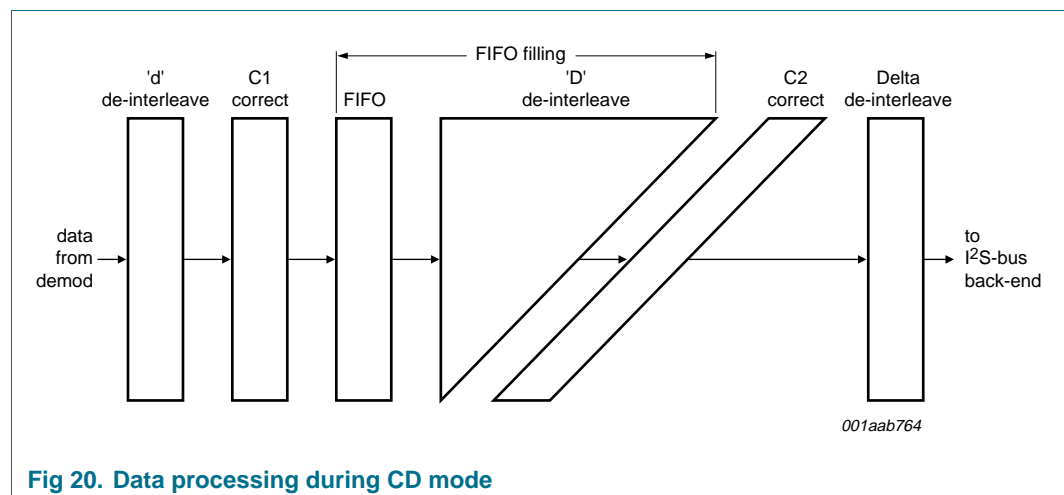 FIFO filling
'd'
de-interleave
C1
correct
FIFO
'D'
de-interleave
C2
correct
Delta
de-interleave
data
from
demod
to
I²S-bus
back-end
001aab764
Fig 20. Data processing during CD mode